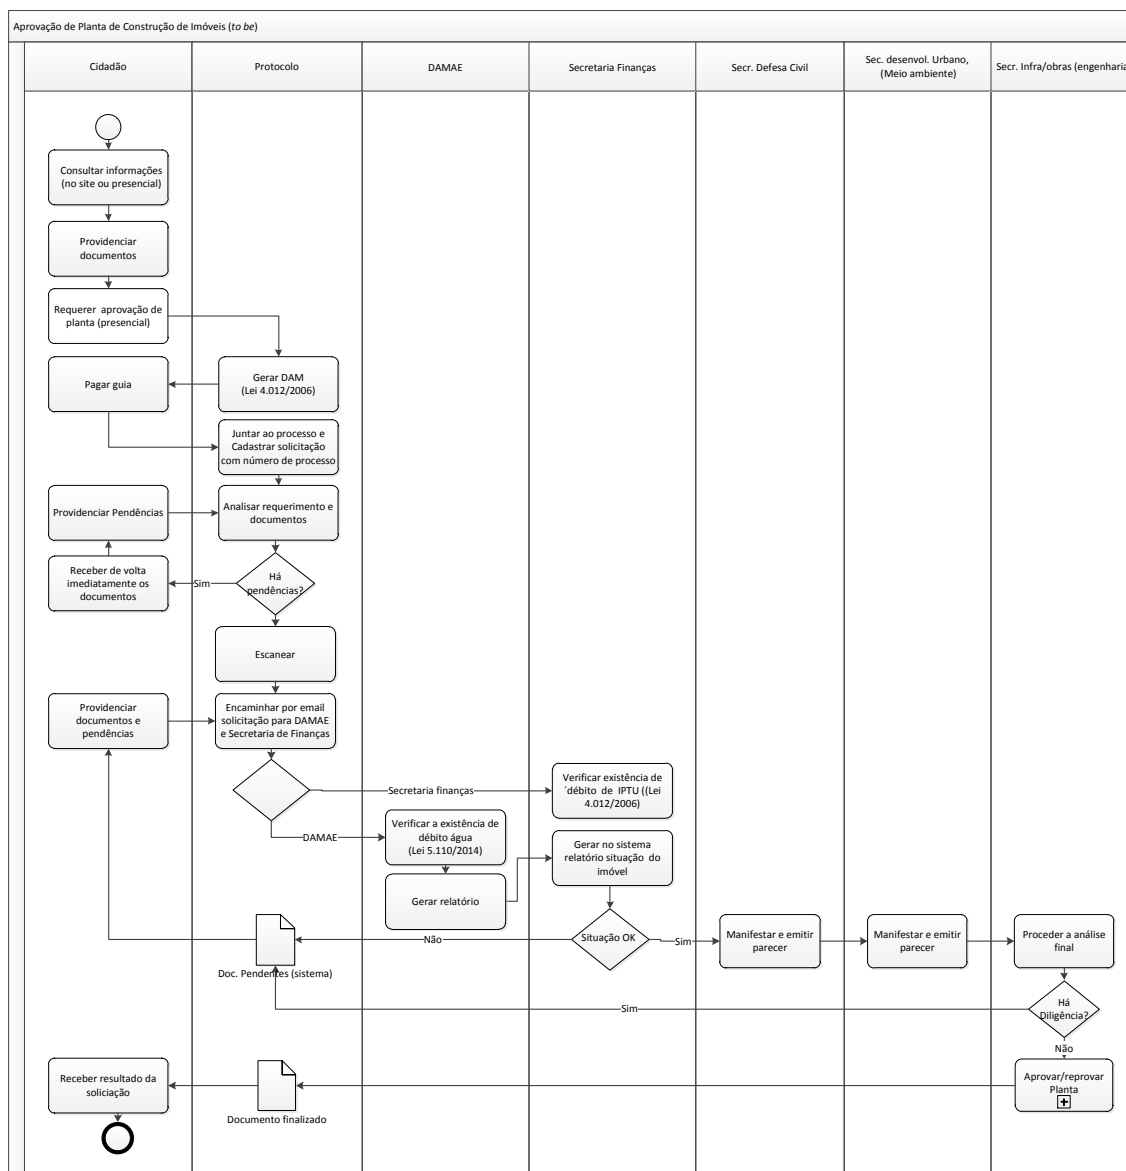 Aprovação de Planta de Construção de Imóveis (to be)
Cidadão
Protocolo
DAMAE
Secretaria Finanças
Secr. Defesa Civil
Sec. desenvol. Urbano,
(Meio ambiente)
Secr. Infra/obras (engenharia
Consultar informações
(no site ou presencial)
Providenciar
documentos
Requerer aprovação de
planta (presencial)
Pagar guia
Gerar DAM
(Lei 4.012/2006)
Juntar ao processo e
Cadastrar solicitação
com número de processo
Providenciar Pendências
Analisar requerimento e
documentos
Receber de volta
imediatamente os
documentos
Sim
Há
pendências?
Escanear
Providenciar
documentos e
pendências
Encaminhar por email
solicitação para DAMAE
e Secretaria de Finanças
Secretaria finanças
Verificar existência de
´débito de IPTU ((Lei
4.012/2006)
DAMAE
Verificar a existência de
débito água
(Lei 5.110/2014)
Gerar no sistema
relatório situação do
imóvel
Gerar relatório
Doc. Pendentes (sistema)
Não
Situação OK
Sim
Manifestar e emitir
parecer
Manifestar e emitir
parecer
Proceder a análise
final
Sim
Há
Diligência?
Não
Receber resultado da
soliciação
Documento finalizado
Aprovar/reprovar
Planta